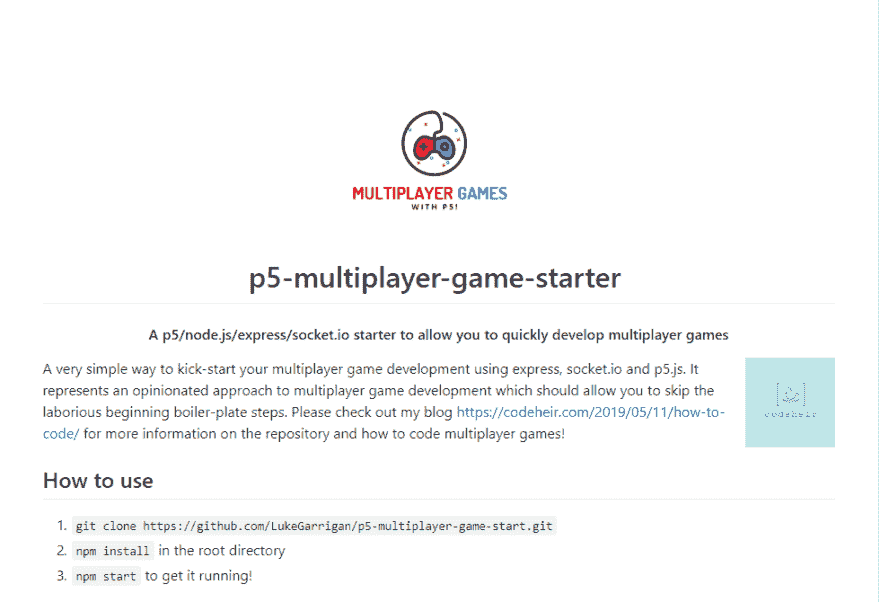 MULTIPLAYER GAMES
WITH P5!
p5-multiplayer-game-starter
A p5/node.js/express/socket.io starter to allow you to quickly develop multiplayer games
A very simple way to kick-start your multiplayer game development using express, socket.io and p5.js. It
represents an opinionated approach to multiplayer game development which should allow you to skip the
laborious beginning boiler-plate steps. Please check out my blog https://codeheir.com/2019/05/11/how-to-
code/ for more information on the repository and how to code multiplayer games!
codeheir
How to use
1. git clone https://github.com/LukeGarrigan/p5-multiplayer-game-start.git
2. npm install in the root directory
3. npm start to get it running!